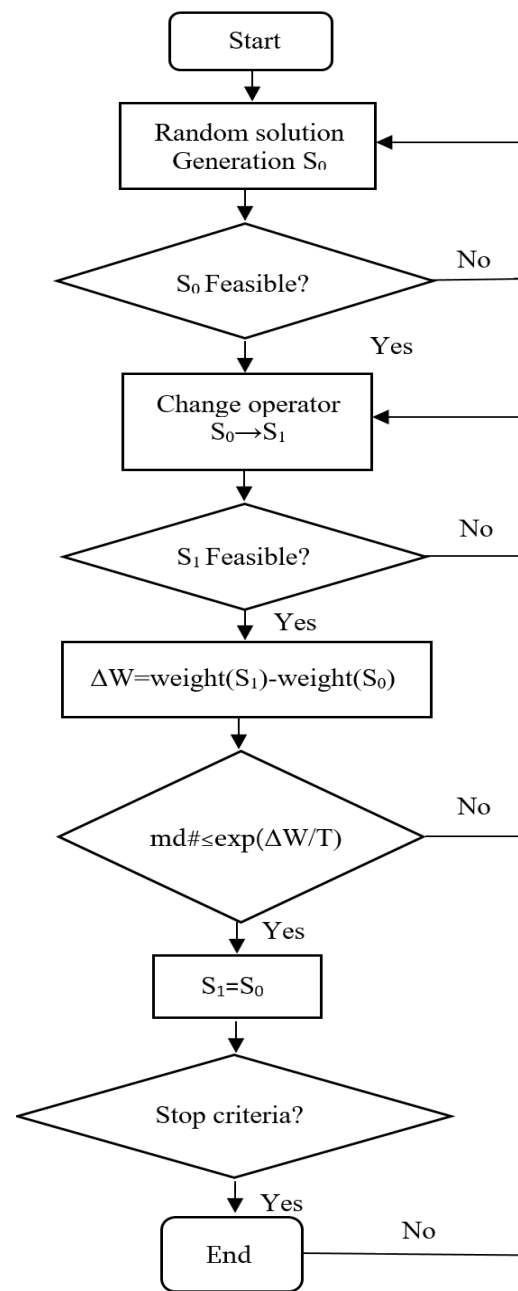 Start
Random solution
Generation S₀
S₀ Feasible?
No
Yes
Change operator
S₀→S₁
S₁ Feasible?
No
Yes
ΔW=weight(S₁)-weight(S₀)
md#≤exp(ΔW/T)
No
Yes
S₁=S₀
Stop criteria?
Yes
End
No